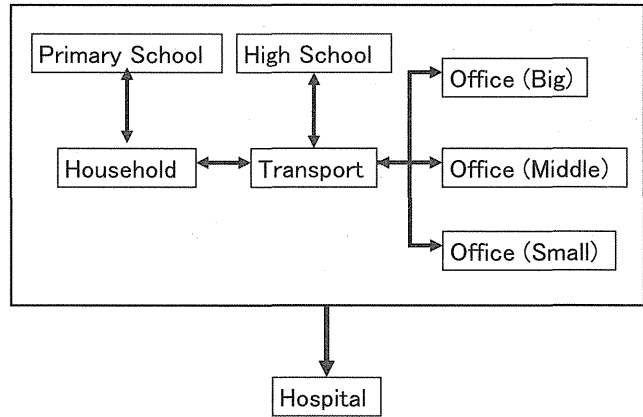 Primary School
High School
Office (Big)
Household
Transport
Office (Middle)
Office (Small)
Hospital